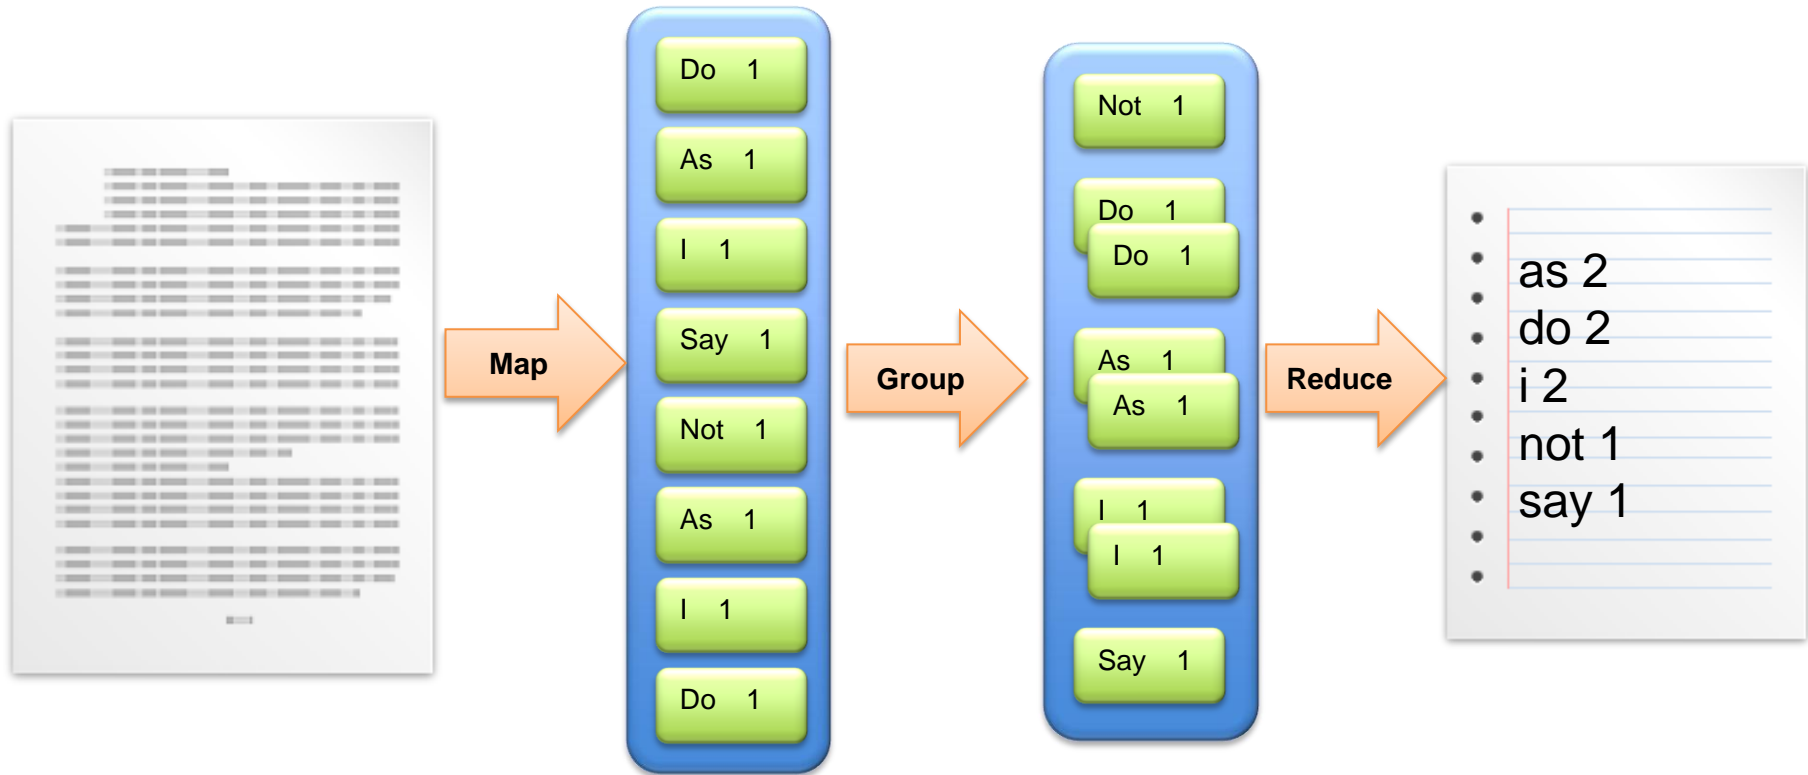 Map
Do 1
As 1
I 1
Say 1
Not 1
As 1
I 1
Do 1
Group
Not 1
Do 1
Do 1
As 1
As 1
I 1
I 1
Say 1
Reduce
as 2
do 2
i 2
not 1
say 1